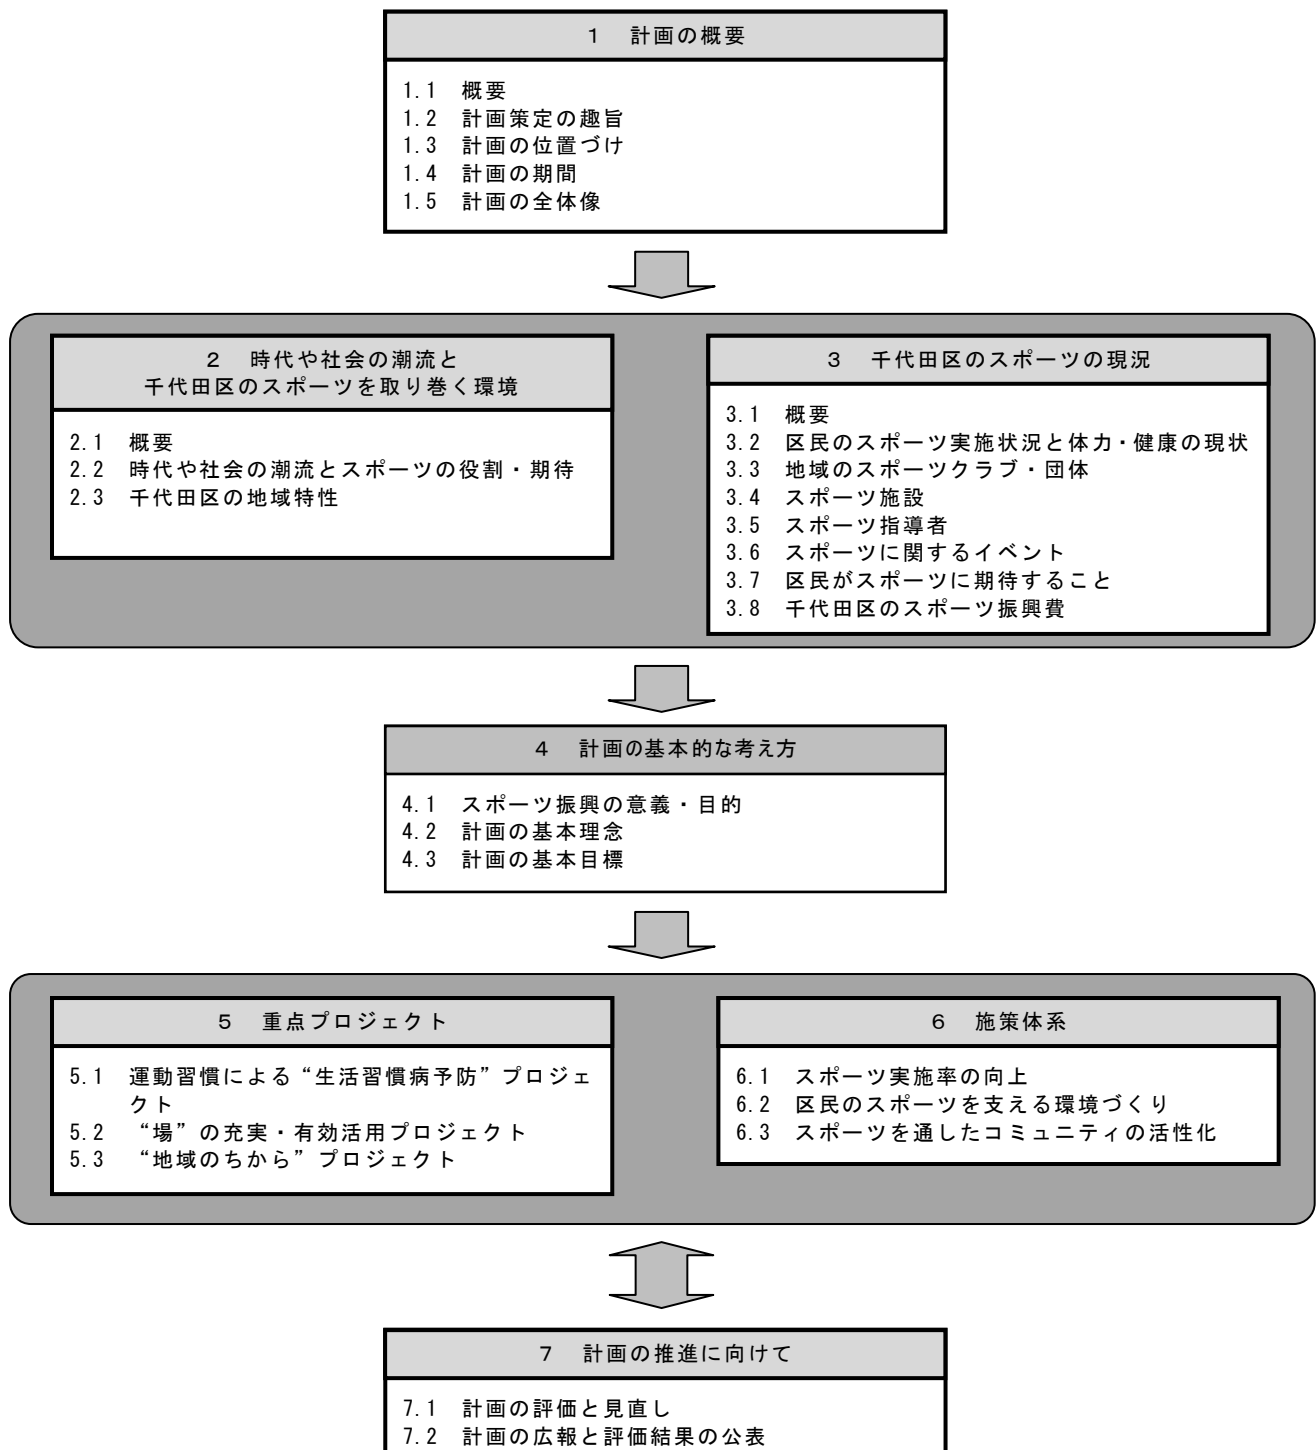 1 計画の概要
1.1 概要
1.2 計画策定の趣旨
1.3 計画の位置づけ
1.4 計画の期間
1.5 計画の全体像
2 時代や社会の潮流と
千代田区のスポーツを取り巻く環境
2.1 概要
2.2 時代や社会の潮流とスポーツの役割・期待
2.3 千代田区の地域特性
3 千代田区のスポーツの現況
3.1 概要
3.2 区民のスポーツ実施状況と体力・健康の現状
3.3 地域のスポーツクラブ・団体
3.4 スポーツ施設
3.5 スポーツ指導者
3.6 スポーツに関するイベント
3.7 区民がスポーツに期待すること
3.8 千代田区のスポーツ振興費
4 計画の基本的な考え方
4.1 スポーツ振興の意義・目的
4.2 計画の基本理念
4.3 計画の基本目標
5 重点プロジェクト
5.1 運動習慣による“生活習慣病予防”プロジェ
クト
5.2 “場”の充実・有効活用プロジェクト
5.3 “地域のちから”プロジェクト
6 施策体系
6.1 スポーツ実施率の向上
6.2 区民のスポーツを支える環境づくり
6.3 スポーツを通したコミュニティの活性化
7 計画の推進に向けて
7.1 計画の評価と見直し
7.2 計画の広報と評価結果の公表